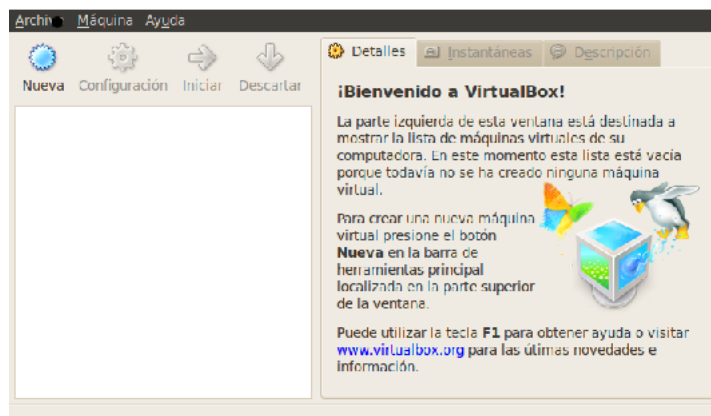 Archivo Máquina Ayuda
Nueva Configuración Iniciar Descartar
Detalles Instantáneas Descripción
¡Bienvenido a VirtualBox!
La parte izquierda de esta ventana está destinada a
mostrar la lista de máquinas virtuales de su
computadora. En este momento esta lista está vacía
porque todavía no se ha creado ninguna máquina
virtual.
Para crear una nueva máquina
virtual presione el botón
Nueva en la barra de
herramientas principal
localizada en la parte superior
de la ventana.
Puede utilizar la tecla F1 para obtener ayuda o visitar
www.virtualbox.org para las útimas novedades e
información.